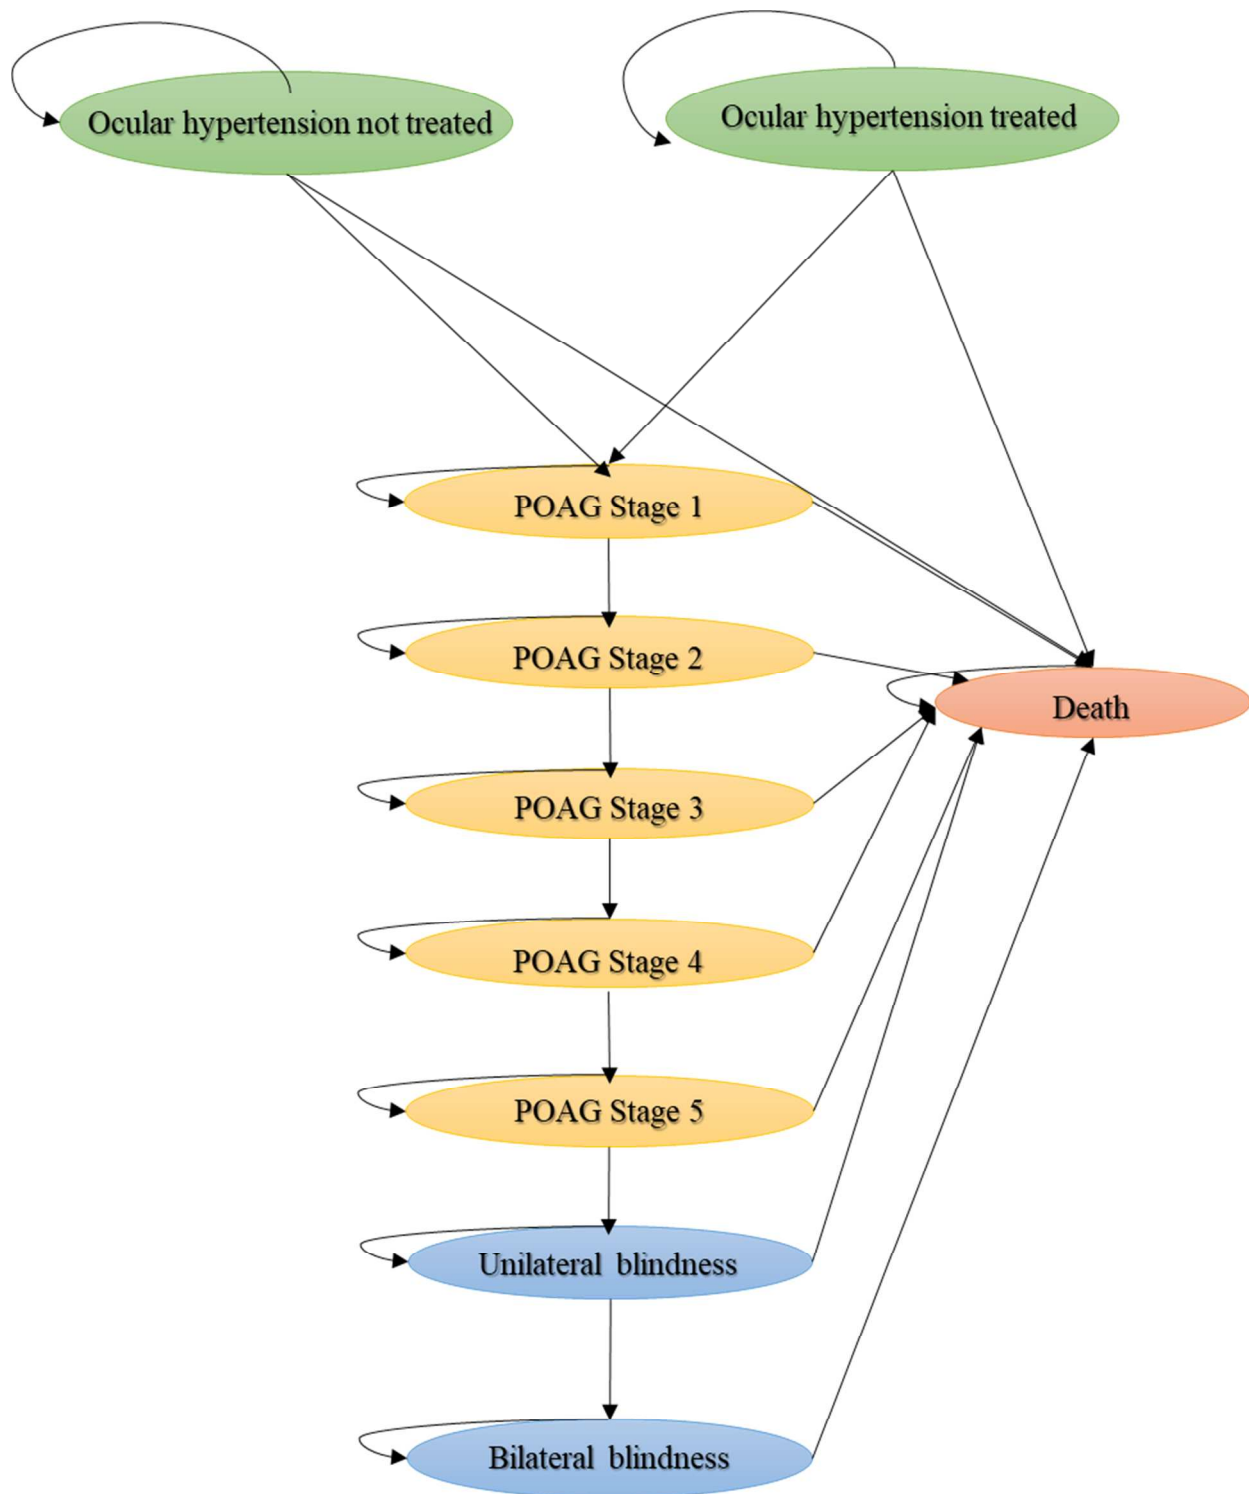 Ocular hypertension not treated
Ocular hypertension treated
POAG Stage 1
POAG Stage 2
Death
POAG Stage 3
POAG Stage 4
POAG Stage 5
Unilateral blindness
Bilateral blindness